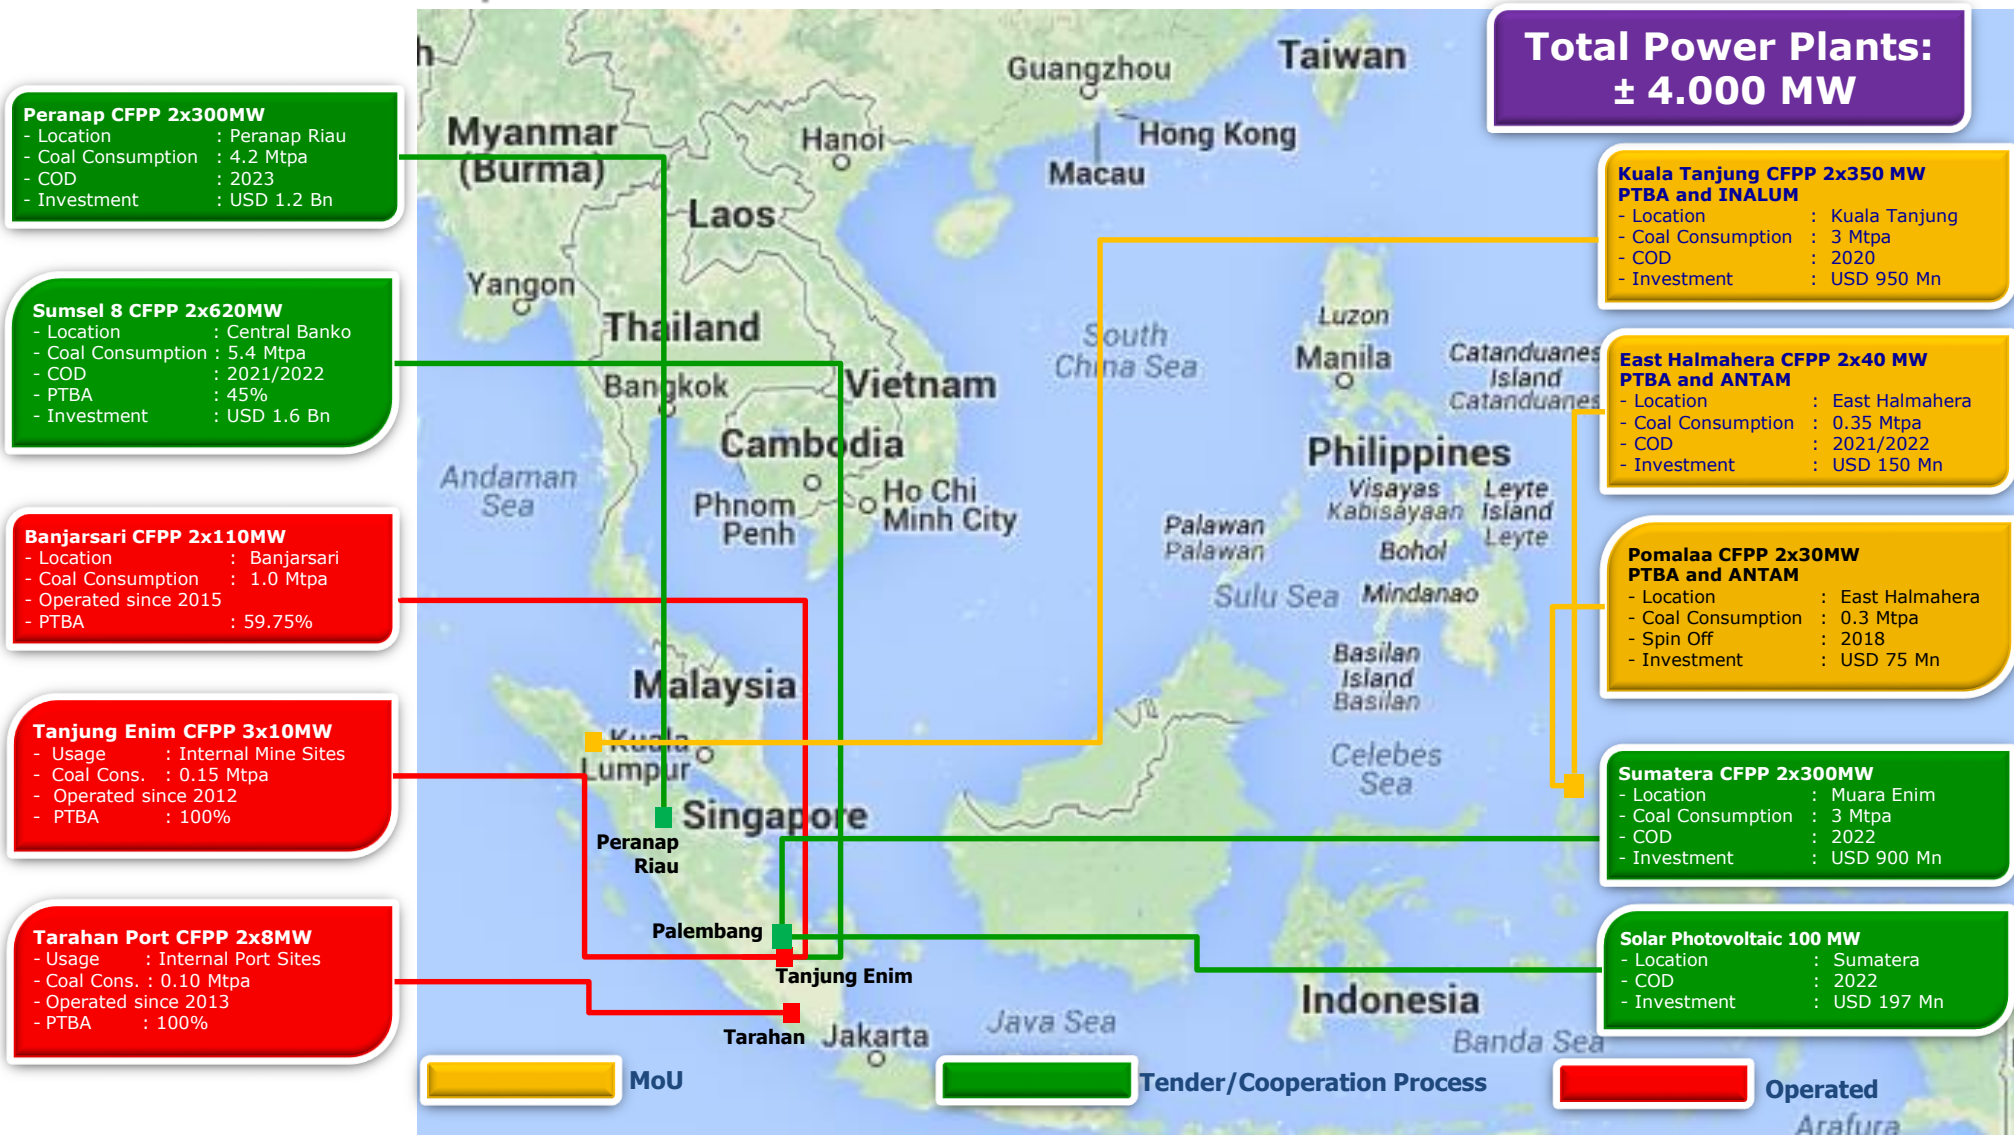 Total Power Plants:
± 4.000 MW
Peranap CFPP 2x300MW
- Location : Peranap Riau
- Coal Consumption : 4.2 Mtpa
- COD : 2023
- Investment : USD 1.2 Bn
Sumsel 8 CFPP 2x620MW
- Location : Central Banko
- Coal Consumption : 5.4 Mtpa
- COD : 2021/2022
- PTBA : 45%
- Investment : USD 1.6 Bn
Banjarsari CFPP 2x110MW
- Location : Banjarsari
- Coal Consumption : 1.0 Mtpa
- Operated since 2015
- PTBA : 59.75%
Tanjung Enim CFPP 3x10MW
- Usage : Internal Mine Sites
- Coal Cons. : 0.15 Mtpa
- Operated since 2012
- PTBA : 100%
Tarahan Port CFPP 2x8MW
- Usage : Internal Port Sites
- Coal Cons. : 0.10 Mtpa
- Operated since 2013
- PTBA : 100%
Guangzhou
Taiwan
Myanmar
(Burma)
Hanoi
Hong Kong
Macau
Laos
Yangon
Thailand
South
China Sea
Luzon
Manila
Catanduanes
Island
Catanduanes
Bangkok
Vietnam
Cambodia
Philippines
Andaman
Sea
Phnom
Penh
Ho Chi
Minh City
Visayas
Kabisayaan
Leyte
Island
Leyte
Palawan
Palawan
Bohol
Sulu Sea
Mindanao
Basilan
Island
Basilan
Malaysia
Kuala
Lumpur
Celebes
Sea
Singapore
Peranap
Riau
Palembang
Tanjung Enim
Tarahan
Jakarta
Java Sea
Indonesia
Banda Sea
Arafura
Kuala Tanjung CFPP 2x350 MW
PTBA and INALUM
- Location : Kuala Tanjung
- Coal Consumption : 3 Mtpa
- COD : 2020
- Investment : USD 950 Mn
East Halmahera CFPP 2x40 MW
PTBA and ANTAM
- Location : East Halmahera
- Coal Consumption : 0.35 Mtpa
- COD : 2021/2022
- Investment : USD 150 Mn
Pomalaa CFPP 2x30MW
PTBA and ANTAM
- Location : East Halmahera
- Coal Consumption : 0.3 Mtpa
- Spin Off : 2018
- Investment : USD 75 Mn
Sumatera CFPP 2x300MW
- Location : Muara Enim
- Coal Consumption : 3 Mtpa
- COD : 2022
- Investment : USD 900 Mn
Solar Photovoltaic 100 MW
- Location : Sumatera
- COD : 2022
- Investment : USD 197 Mn
MoU
Tender/Cooperation Process
Operated